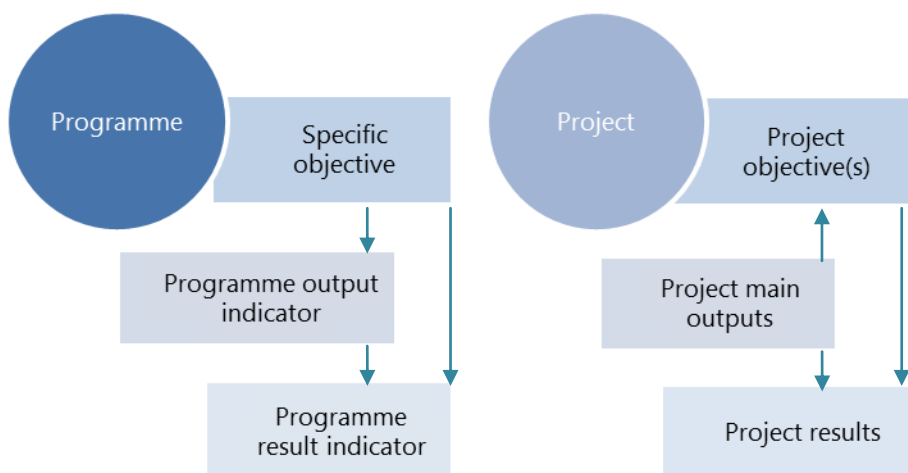 Programme
Specific
objective
Programme output
indicator
Programme
result indicator
Project
Project
objective(s)
Project main
outputs
Project results